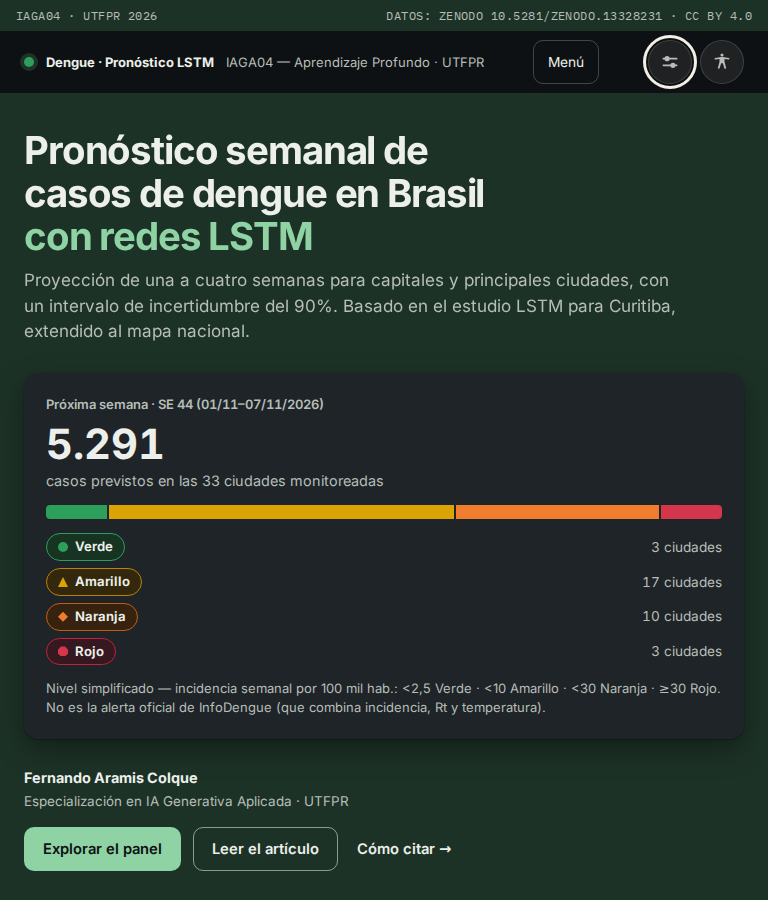 IAGA04 · UTFPR 2026
DATOS: ZENODO 10.5281/ZENODO.13328231 · CC BY 4.0
Dengue · Pronóstico LSTM
IAGA04 — Aprendizaje Profundo · UTFPR
Menú
Pronóstico semanal de
casos de dengue en Brasil
con redes LSTM
Proyección de una a cuatro semanas para capitales y principales ciudades, con
un intervalo de incertidumbre del 90%. Basado en el estudio LSTM para Curitiba,
extendido al mapa nacional.
Próxima semana · SE 44 (01/11–07/11/2026)
5.291
casos previstos en las 33 ciudades monitoreadas
Verde 3 ciudades
Amarillo 17 ciudades
Naranja 10 ciudades
Rojo 3 ciudades
Nivel simplificado — incidencia semanal por 100 mil hab.: <2,5 Verde · <10 Amarillo · <30 Naranja · ≥30 Rojo.
No es la alerta oficial de InfoDengue (que combina incidencia, Rt y temperatura).
Fernando Aramis Colque
Especialización en IA Generativa Aplicada · UTFPR
Explorar el panel
Leer el artículo
Cómo citar →